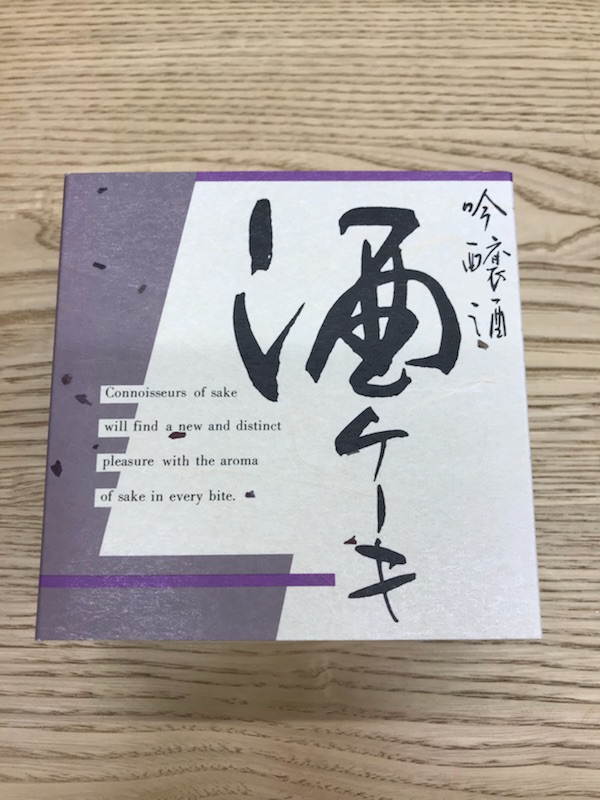 吟醸酒
酒ケーキ
Connoisseurs of sake
will find a new and distinct
pleasure with the aroma
of sake in every bite.